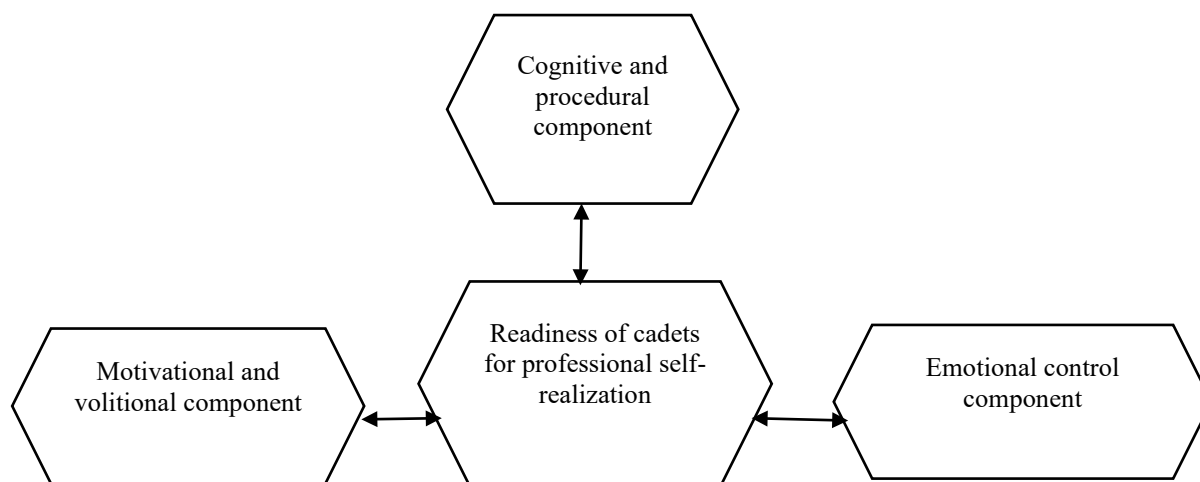 Cognitive and
procedural
component
Readiness of cadets
for professional self-
realization
Motivational and
volitional component
Emotional control
component